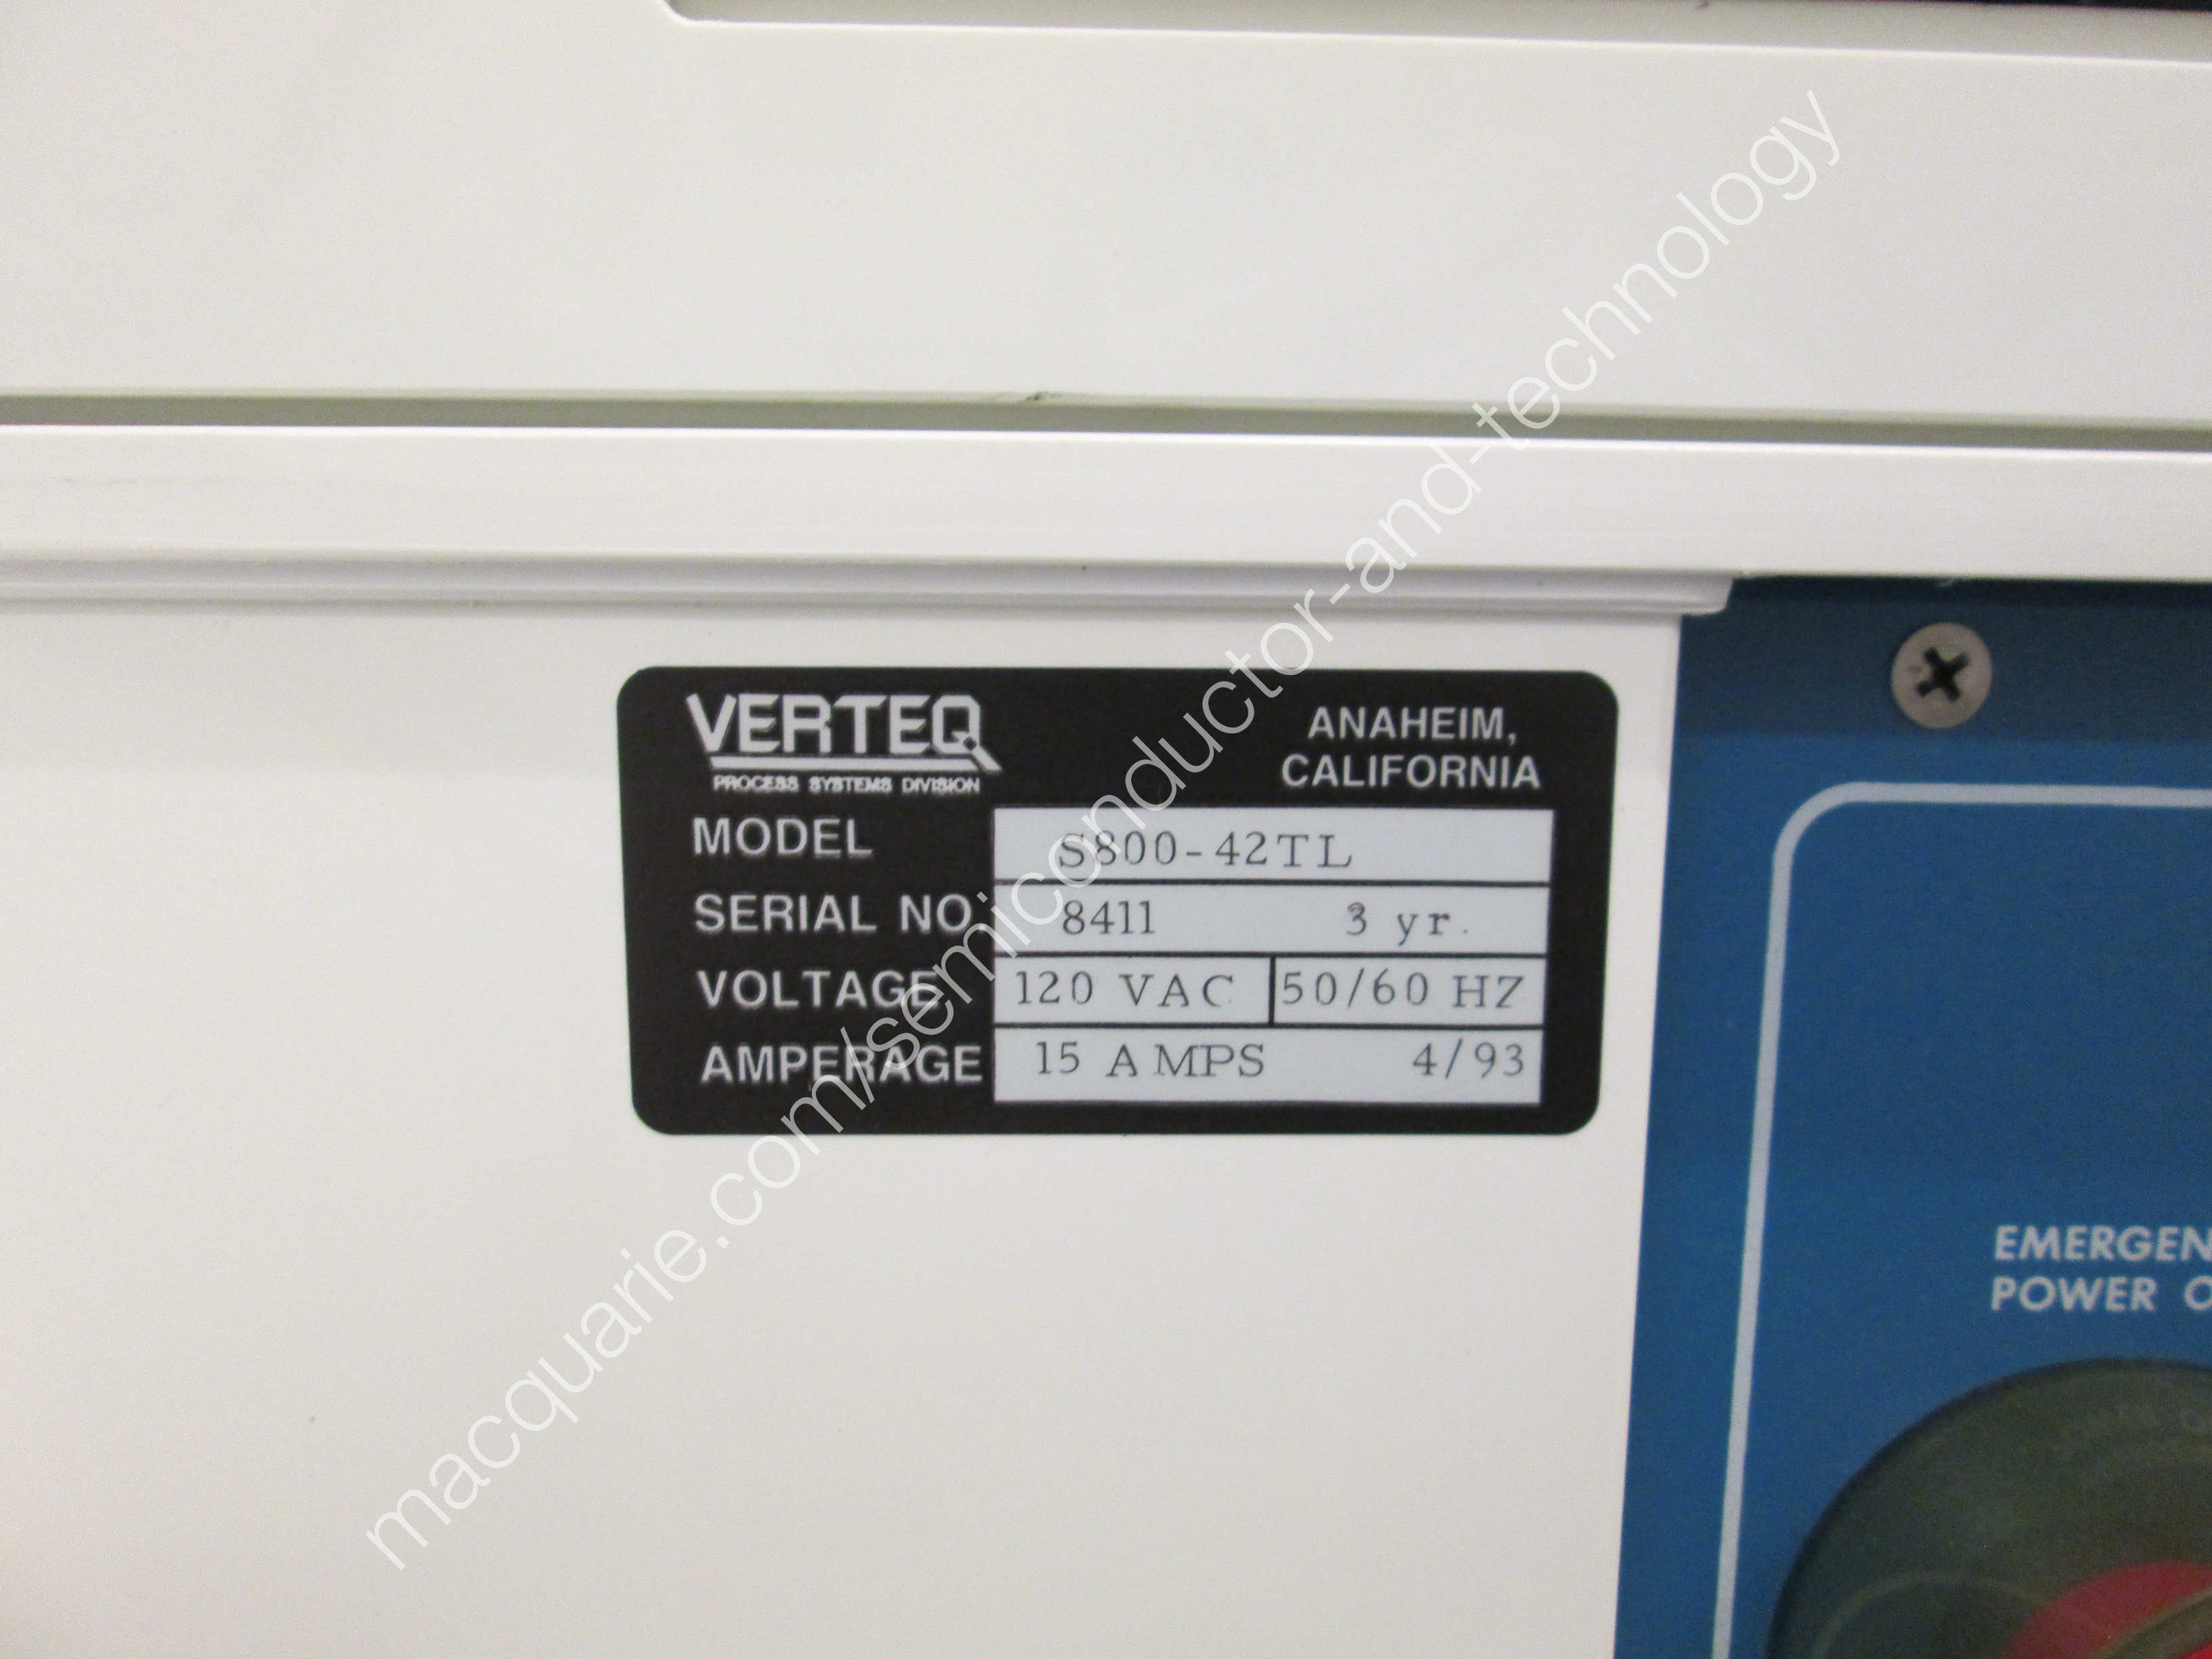 VERTEQ
PROCESS SYSTEMS DIVISION
ANAHEIM,
CALIFORNIA
MODEL S800-42TL
SERIAL NO. 8411 3 yr.
VOLTAGE 120 VAC 50/60 HZ
AMPERAGE 15 AMPS 4/93
EMERGEN
POWER O
macquarie.com/semiconductor-and-technology